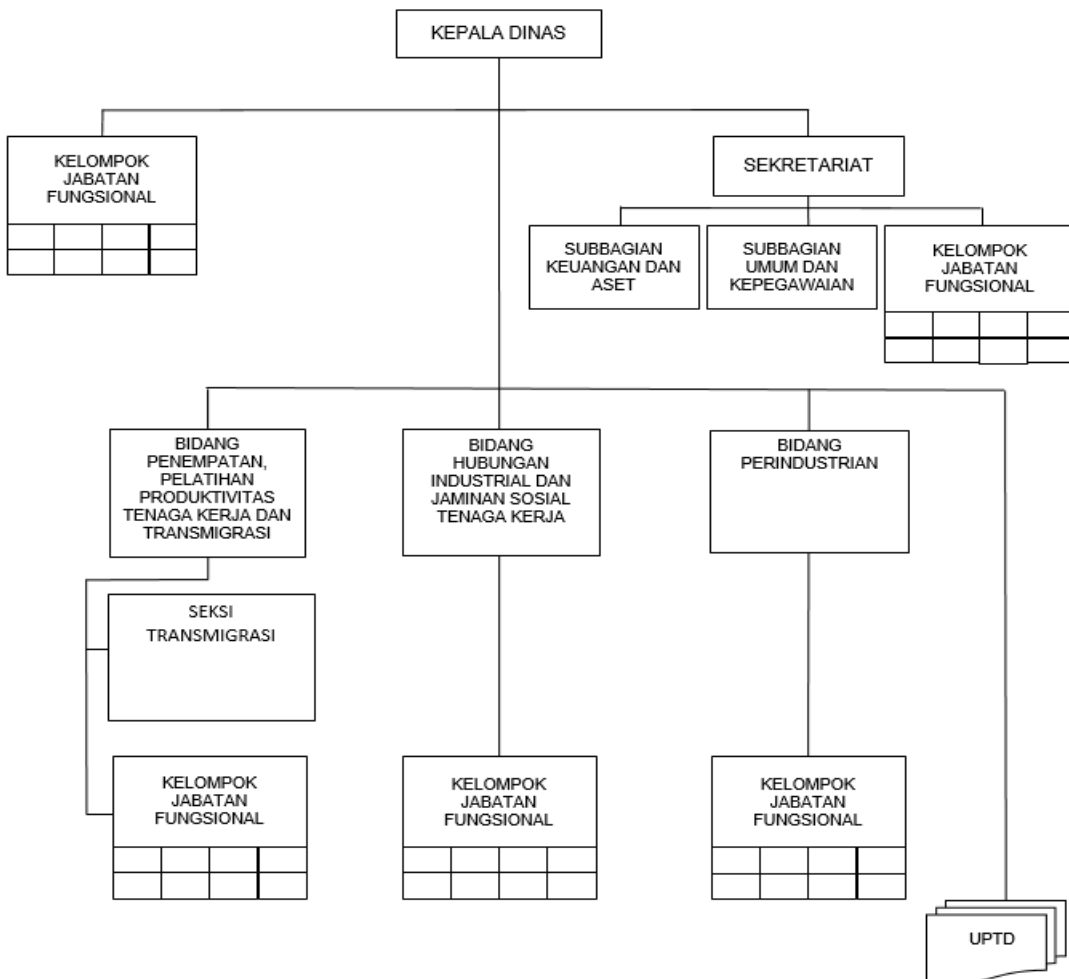 KEPALA DINAS
KELOMPOK
JABATAN
FUNGSIONAL
SEKRETARIAT
SUBBAGIAN
KEUANGAN DAN
ASET
SUBBAGIAN
UMUM DAN
KEPEGAWAIAN
KELOMPOK
JABATAN
FUNGSIONAL
BIDANG
PENEMPATAN,
PELATIHAN
PRODUKTIVITAS
TENAGA KERJA DAN
TRANSMIGRASI
BIDANG
HUBUNGAN
INDUSTRIAL DAN
JAMINAN SOSIAL
TENAGA KERJA
BIDANG
PERINDUSTRIAN
SEKSI
TRANSMIGRASI
KELOMPOK
JABATAN
FUNGSIONAL
KELOMPOK
JABATAN
FUNGSIONAL
KELOMPOK
JABATAN
FUNGSIONAL
UPTD